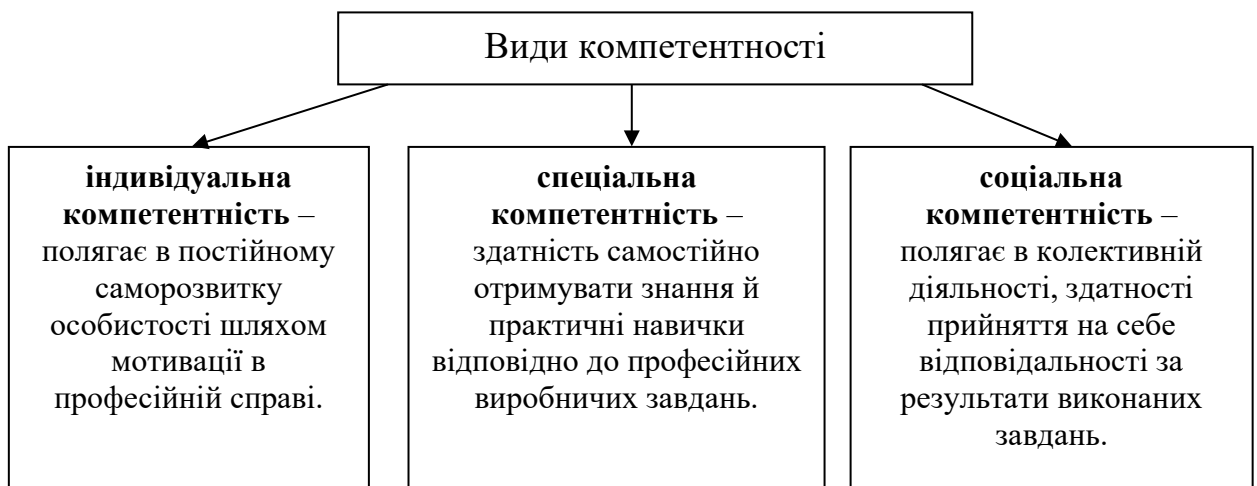 Види компетентності
індивідуальна
компетентність –
полягає в постійному
саморозвитку
особистості шляхом
мотивації в
професійній справі.
спеціальна
компетентність –
здатність самостійно
отримувати знання й
практичні навички
відповідно до професійних
виробничих завдань.
соціальна
компетентність –
полягає в колективній
діяльності, здатності
прийняття на себе
відповідальності за
результати виконаних
завдань.